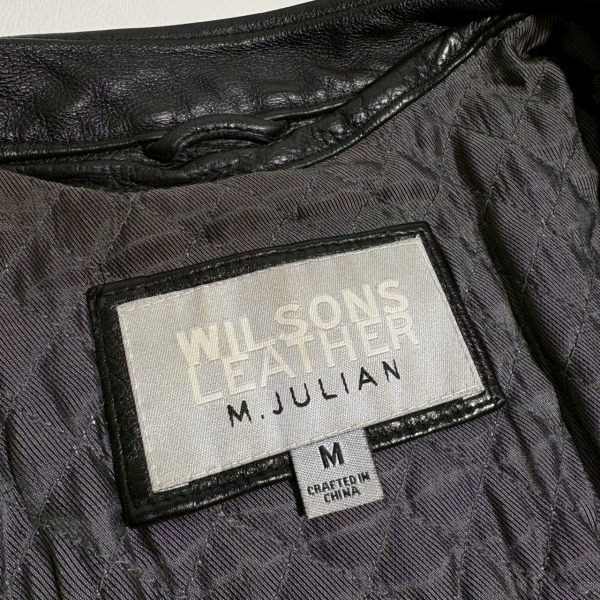 WILSONS
LEATHER
M. JULIAN
M
CRAFTED IN
CHINA